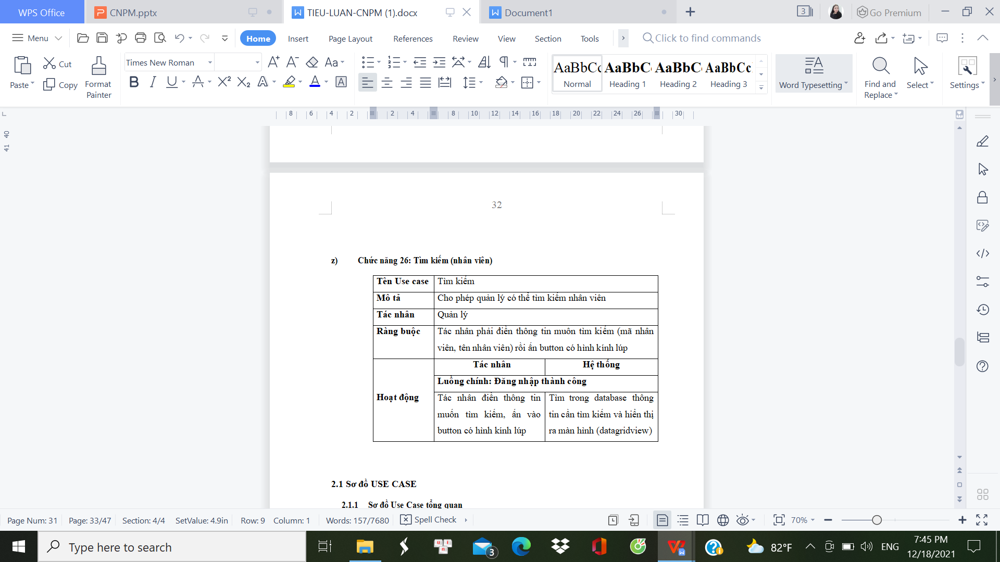 WPS Office
CNPM.pptx
TIEU-LUAN-CNPM (1).docx
Document1
3
Go Premium
Menu
Home
Insert
Page Layout
References
Review
View
Section
Tools
Click to find commands
Paste
Cut
Copy
Format Painter
Times New Roman
AaBbCc Normal
AaBbC Heading 1
AaBbC Heading 2
AaBbCc Heading 3
Word Typesetting
Find and Replace
Select
Settings
8 6 4 2 2 4 8 10 12 14 16 18 20 22 24 26 30
40
41
32
z) Chức năng 26: Tìm kiếm (nhân viên)
Tên Use case Tìm kiếm
Mô tả Cho phép quản lý có thể tìm kiếm nhân viên
Tác nhân Quản lý
Ràng buộc Tác nhân phải điền thông tin muôn tìm kiếm (mã nhân
viên, tên nhân viên) rồi ấn button có hình kính lúp
Tác nhân Hệ thống
Luồng chính: Đăng nhập thành công
Hoạt động
Tác nhân điền thông tin
muốn tìm kiếm, ấn vào
button có hình kính lúp
Tìm trong database thông
tin cần tìm kiếm và hiển thị
ra màn hình (datagridview)
2.1 Sơ đồ USE CASE
2.1.1 Sơ đồ Use Case tổng quan
Page Num: 31 Page: 33/47 Section: 4/4 SetValue: 4.9in Row: 9 Column: 1 Words: 157/7680 Spell Check 70%
Type here to search
3
82°F
ENG
7:45 PM
12/18/2021